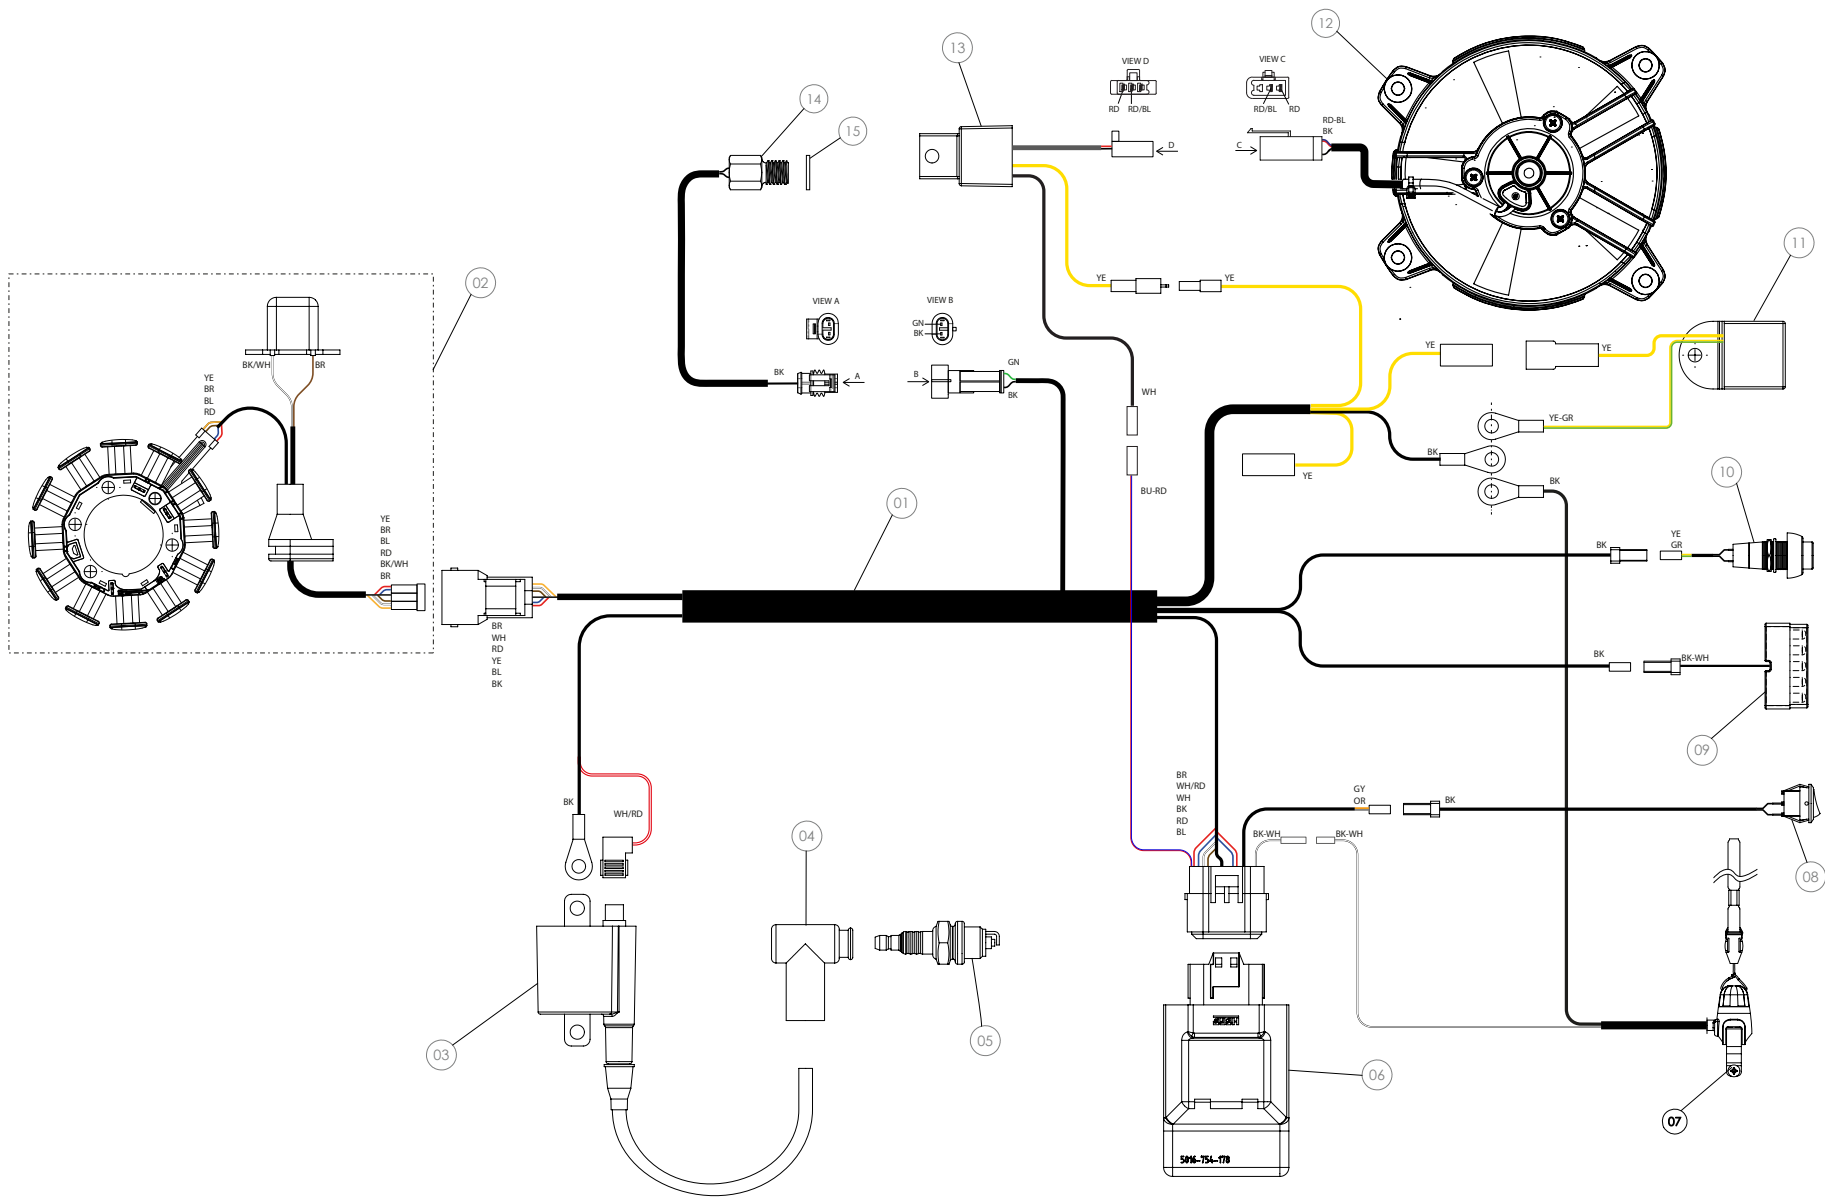 12
13
VIEW D
VIEW C
RD RD/BL
RD/BL RD
14
15
RD-BL
BK
D
C
11
02
YE
YE
VIEW A
VIEW B
GN
BK
YE
YE
BK/WH
BR
YE
BR
BL
RD
BK
A
B
GN
BK
WH
YE-GR
BK
YE
BK
10
BU-RD
01
YE
BR
BL
RD
BK/WH
BR
BK
YE
GR
BR
WH
RD
YE
BL
BK
BK
BK-WH
09
BR
WH/RD
WH
BK
RD
BL
GY
OR
BK
BK
WH/RD
04
BK-WH
BK-WH
08
03
05
06
07
5016-754-178